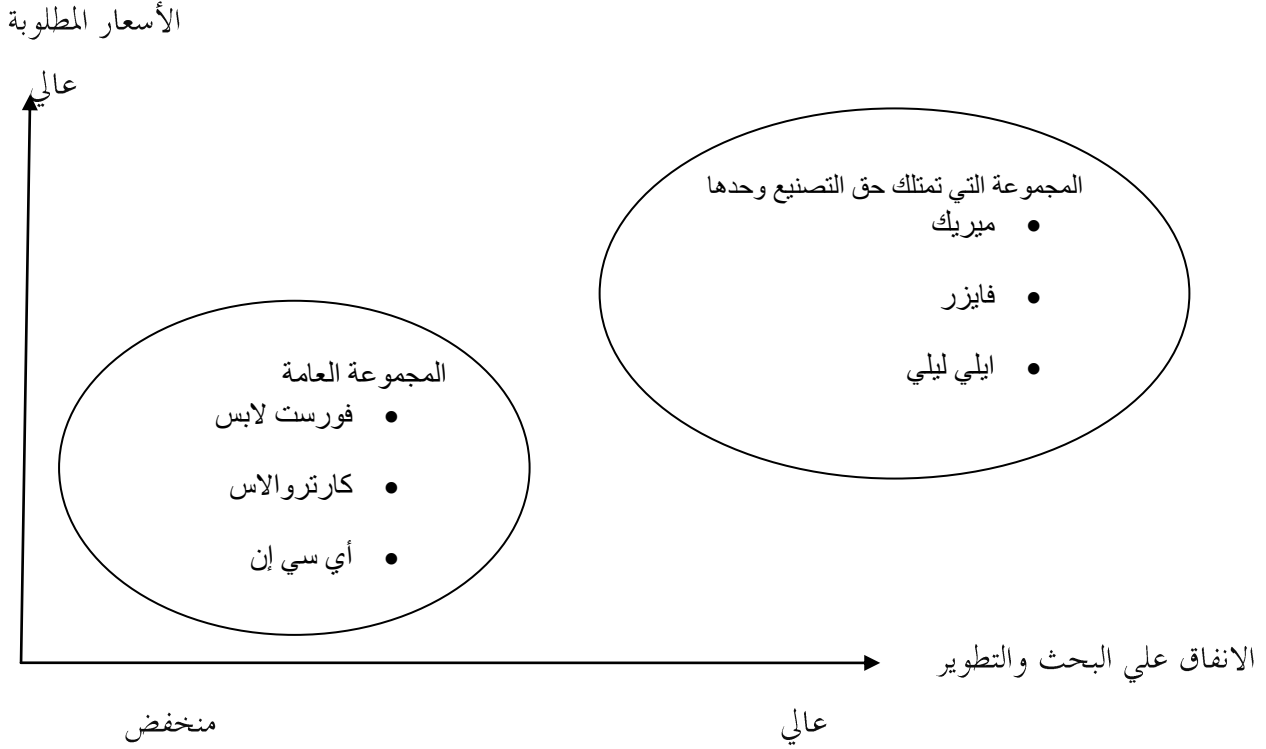 الأسعار المطلوبة
عالي
المجموعة التي تمتلك حق التصنيع وحدها
• ميريك
• فايزر
• ايلي ليلي
المجموعة العامة
• فورست لابس
• كارتروالاس
• أي سي إن
الانفاق علي البحث والتطوير
عالي
منخفض